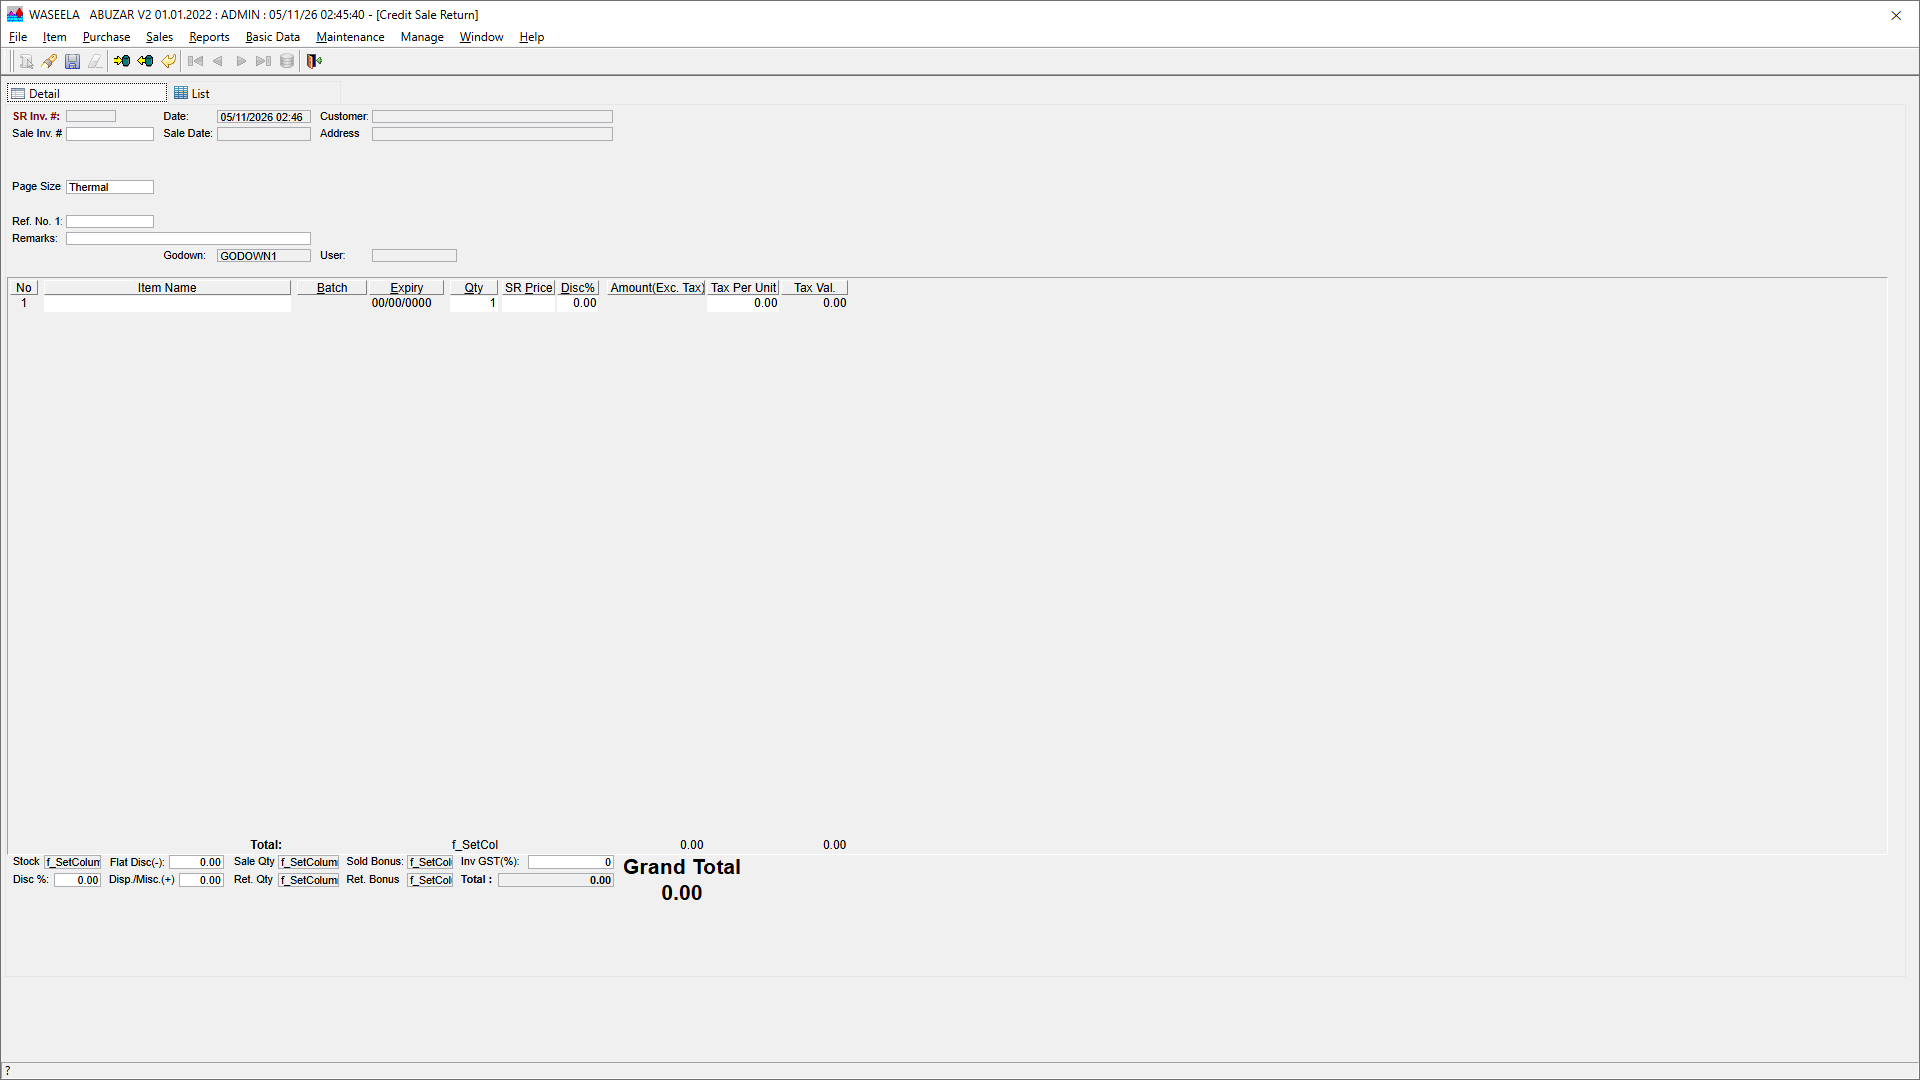 WASEELA ABUZAR V2 01.01.2022 : ADMIN : 05/11/26 02:45:40 - [Credit Sale Return]
File Item Purchase Sales Reports Basic Data Maintenance Manage Window Help
Detail List
SR Inv. #: Date: 05/11/2026 02:46 Customer:
Sale Inv. # Sale Date: Address
Page Size Thermal
Ref. No. 1:
Remarks:
Godown: GODOWN1 User:
No Item Name Batch Expiry Qty SR Price Disc% Amount(Exc. Tax) Tax Per Unit Tax Val.
1 00/00/0000 1 0.00 0.00 0.00
Total: f_SetCol 0.00 0.00
Stock f_SetColum Flat Disc(-): 0.00 Sale Qty f_SetColum Sold Bonus: f_SetCol Inv GST(%): 0 Grand Total
Disc %: 0.00 Disp./Misc.(+) 0.00 Ret. Qty f_SetColum Ret. Bonus f_SetCol Total : 0.00 0.00
?